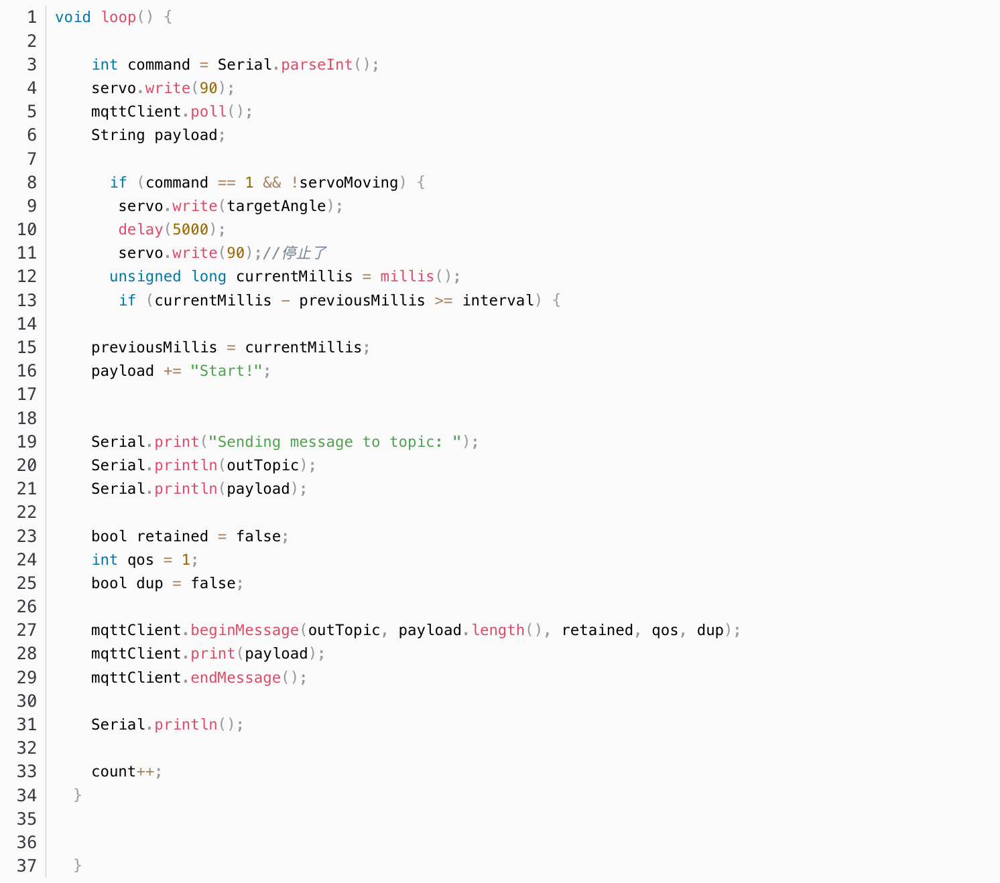 1 void loop() {
2
3     int command = Serial.parseInt();
4     servo.write(90);
5     mqttClient.poll();
6     String payload;
7
8       if (command == 1 && !servoMoving) {
9        servo.write(targetAngle);
10        delay(5000);
11        servo.write(90);//停止了
12       unsigned long currentMillis = millis();
13        if (currentMillis - previousMillis >= interval) {
14
15     previousMillis = currentMillis;
16     payload += "Start!";
17
18
19     Serial.print("Sending message to topic: ");
20     Serial.println(outTopic);
21     Serial.println(payload);
22
23     bool retained = false;
24     int qos = 1;
25     bool dup = false;
26
27     mqttClient.beginMessage(outTopic, payload.length(), retained, qos, dup);
28     mqttClient.print(payload);
29     mqttClient.endMessage();
30
31     Serial.println();
32
33     count++;
34   }
35
36
37   }